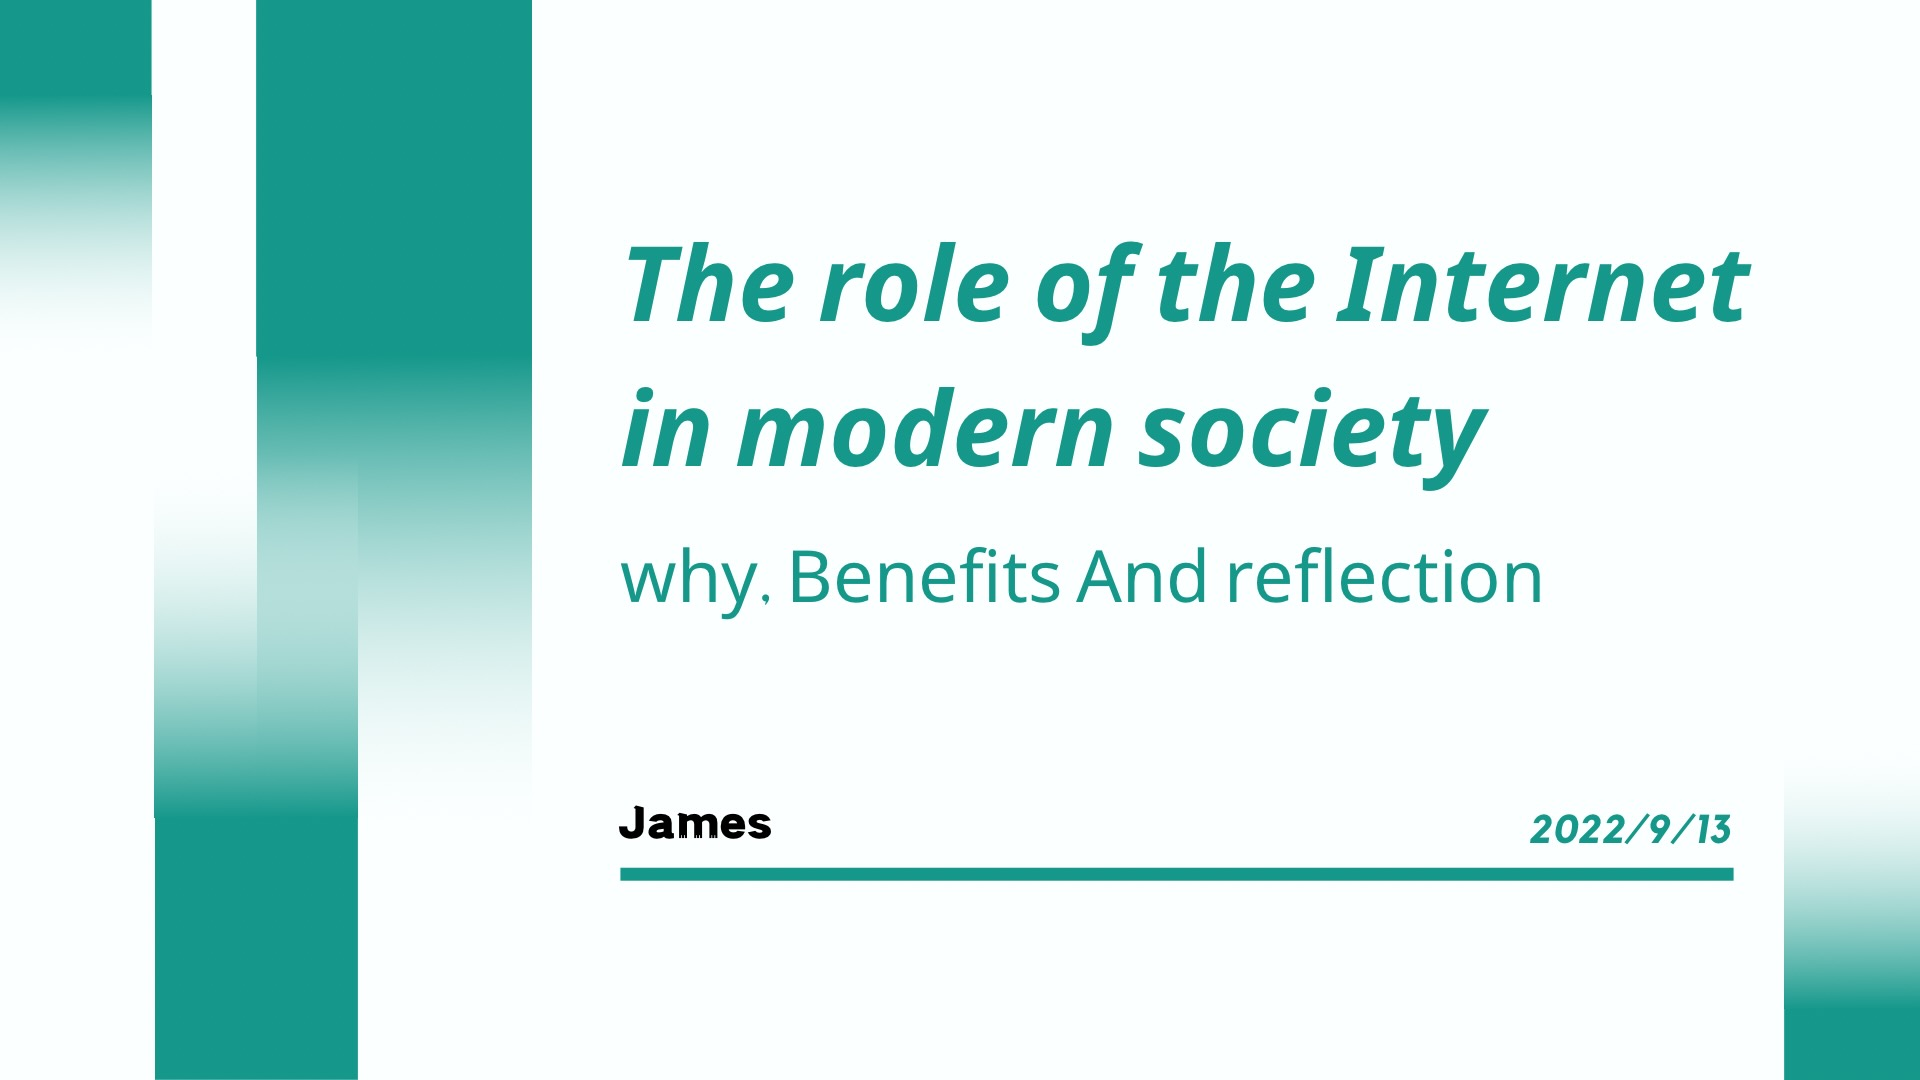 The role of the Internet
in modern society
why, Benefits And reflection
James
2022/9/13